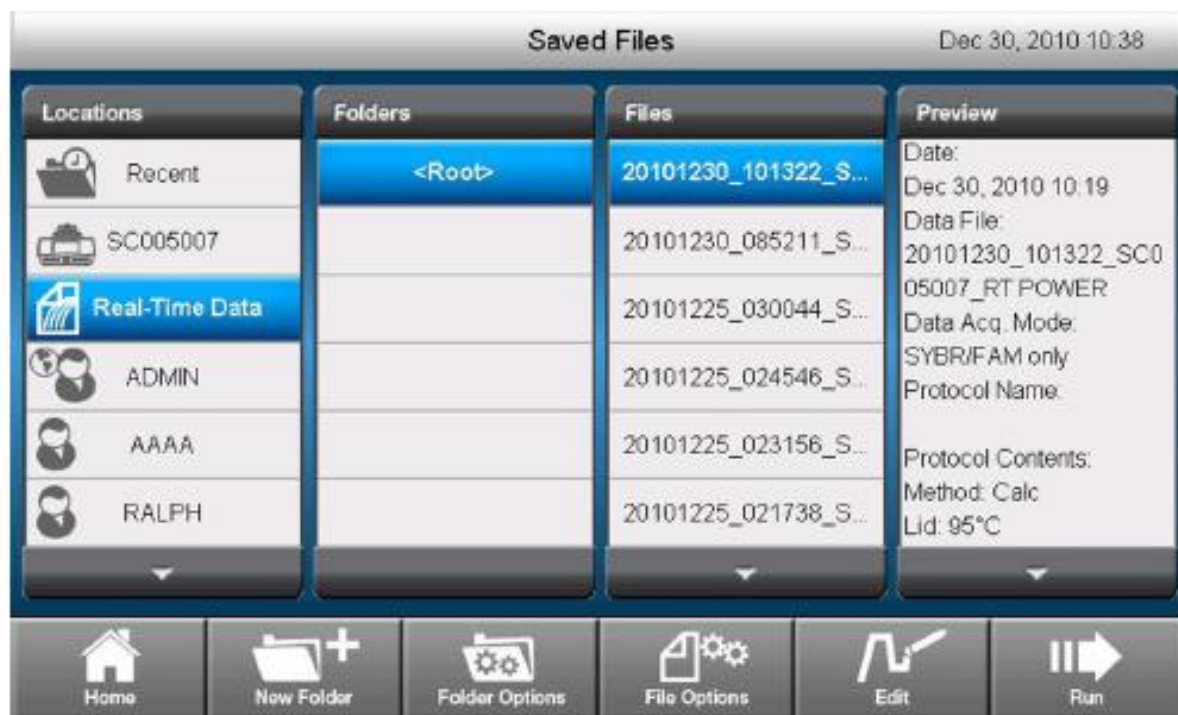 Saved Files
Dec 30, 2010 10:38
Locations
Recent
SC005007
Real-Time Data
ADMIN
AAAA
RALPH
Folders
<Root>
Files
20101230_101322_S...
20101230_085211_S...
20101225_030044_S...
20101225_024546_S...
20101225_023156_S...
20101225_021738_S...
Preview
Date:
Dec 30, 2010 10:19
Data File:
20101230_101322_SC0
05007_RT POWER
Data Acq. Mode:
SYBR/FAM only
Protocol Name:
Protocol Contents:
Method: Calc
Lid: 95°C
Home
New Folder
Folder Options
File Options
Edit
Run